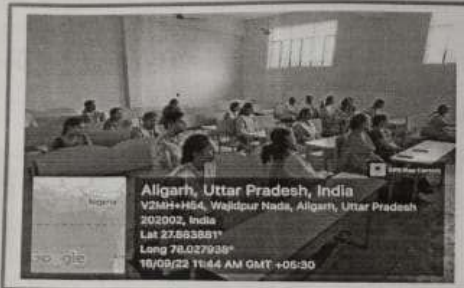 GPS Map Camera
Aligarh, Uttar Pradesh, India
V2MH+H54, Wajidpur Nada, Aligarh, Uttar Pradesh
202002, India
Lat 27.883881°
Long 78.027938°
16/09/22 11:44 AM GMT +05:30